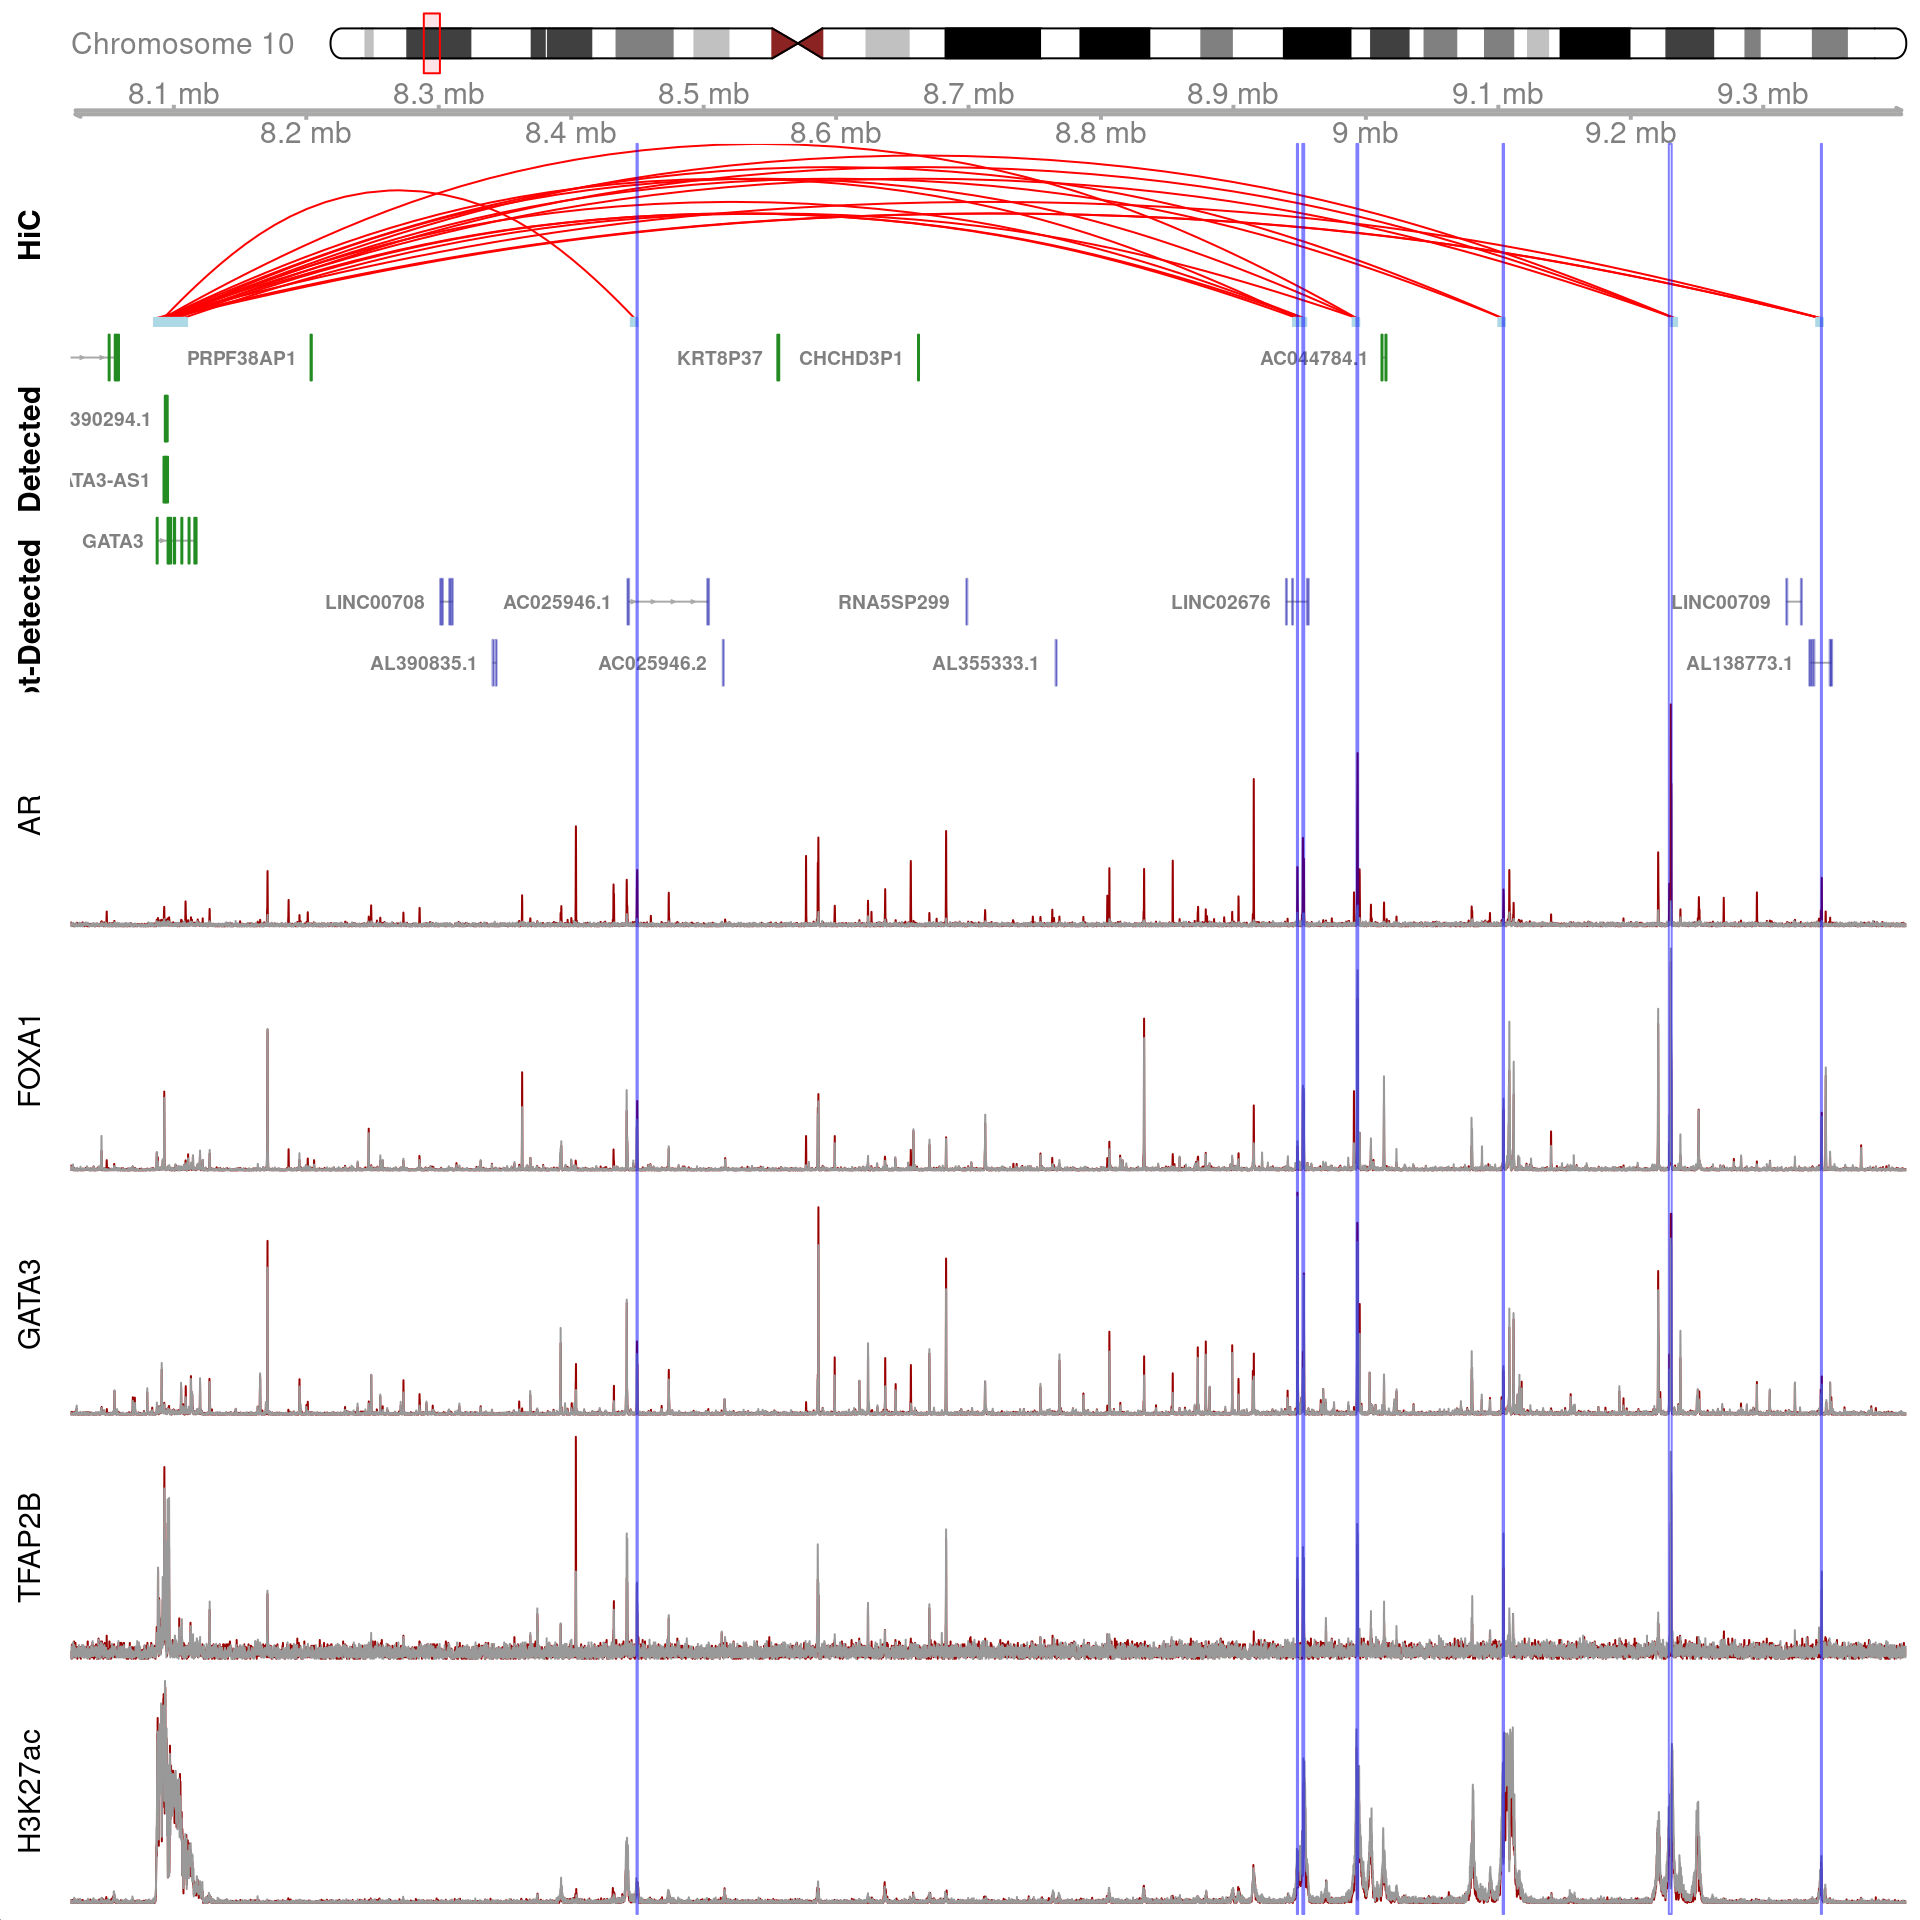 Chromosome 10
8.1 mb 8.3 mb 8.5 mb 8.7 mb 8.9 mb 9.1 mb 9.3 mb
8.2 mb 8.4 mb 8.6 mb 8.8 mb 9 mb 9.2 mb
HiC
PRPF38AP1 KRT8P37 CHCHD3P1 AC044784.1
Detected
390294.1
TA3-AS1
GATA3
t-Detected
LINC00708 AC025946.1 RNA5SP299 LINC02676 LINC00709
AL390835.1 AC025946.2 AL355333.1 AL138773.1
AR
FOXA1
GATA3
TFAP2B
H3K27ac